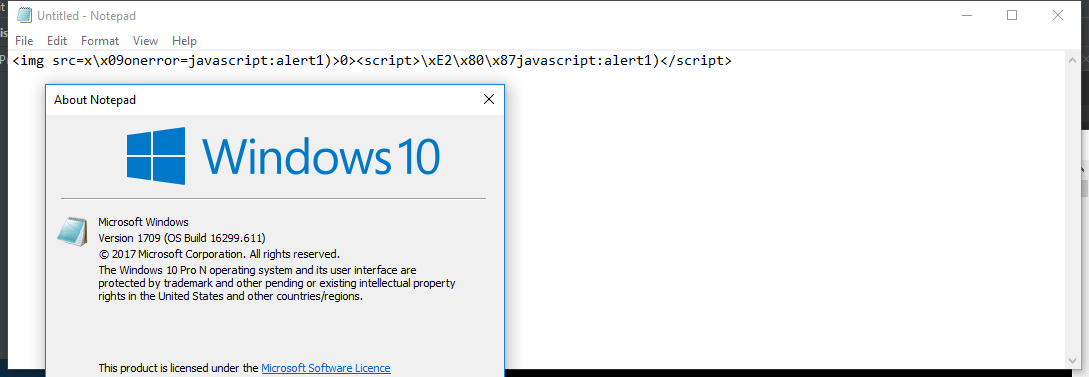 Untitled - Notepad
File Edit Format View Help
<img src=x\x09onerror=javascript:alert1)>0><script>\xE2\x80\x87javascript:alert1)</script>
About Notepad
Windows 10
Microsoft Windows
Version 1709 (OS Build 16299.611)
© 2017 Microsoft Corporation. All rights reserved.
The Windows 10 Pro N operating system and its user interface are
protected by trademark and other pending or existing intellectual property
rights in the United States and other countries/regions.
This product is licensed under the Microsoft Software Licence